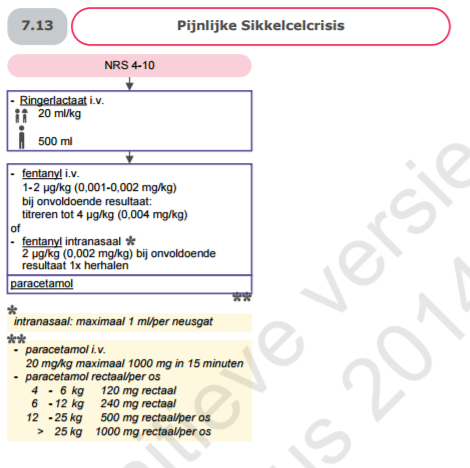 7.13
Pijnlijke Sikkelcelcrisis
NRS 4-10
- Ringerlactaat i.v.
20 ml/kg
500 ml
- fentanyl i.v.
1-2 µg/kg (0,001-0,002 mg/kg)
bij onvoldoende resultaat:
titreren tot 4 µg/kg (0,004 mg/kg)
of
- fentanyl intranasaal *
2 µg/kg (0,002 mg/kg) bij onvoldoende
resultaat 1x herhalen
paracetamol
**
*
intranasaal: maximaal 1 ml/per neusgat
**
- paracetamol i.v.
20 mg/kg maximaal 1000 mg in 15 minuten
- paracetamol rectaal/per os
4 - 6 kg 120 mg rectaal
6 - 12 kg 240 mg rectaal
12 - 25 kg 500 mg rectaal/per os
> 25 kg 1000 mg rectaal/per os
versie
2014